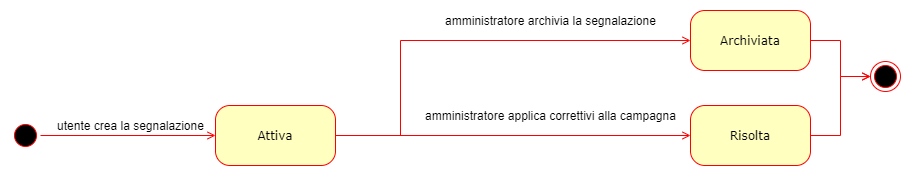 amministratore archivia la segnalazione
Archiviata
utente crea la segnalazione
Attiva
amministratore applica correttivi alla campagna
Risolta